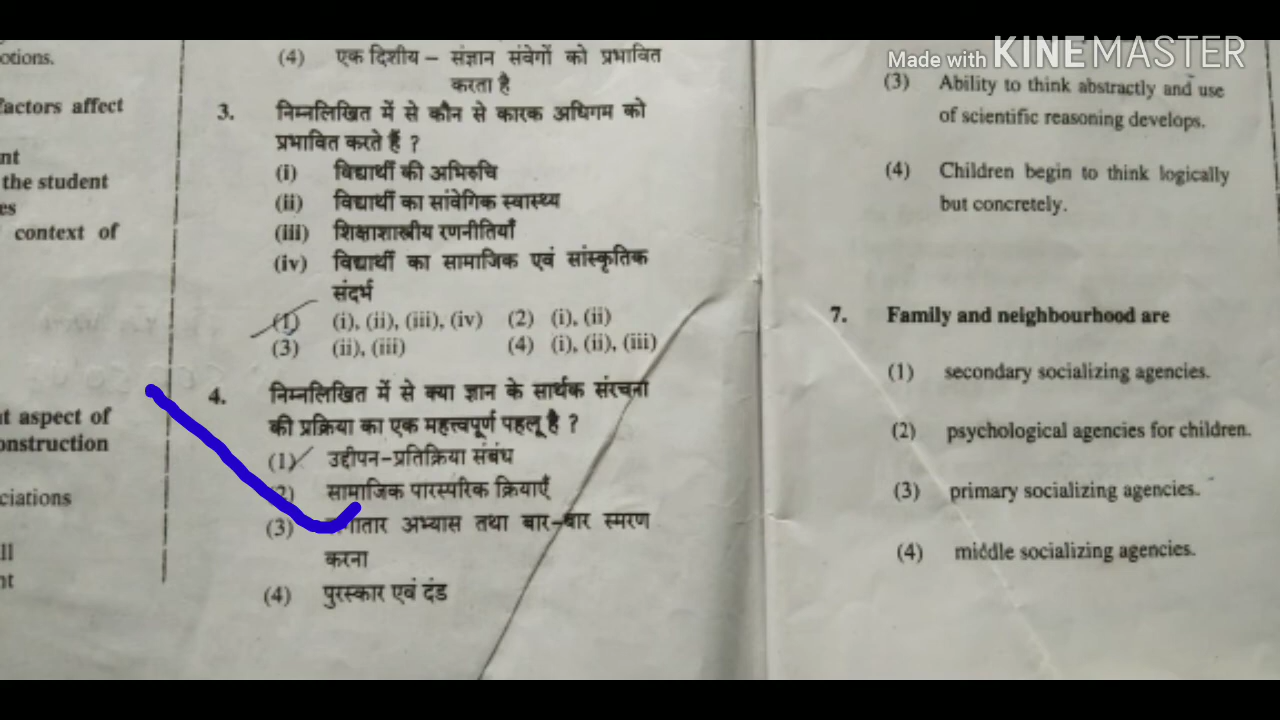 Made with KINEMASTER
otions.
factors affect
nt
the student
es
context of
t aspect of
onstruction
ciations
ll
nt
(4) एक दिशीय – संज्ञान संवेगों को प्रभावित
करता है
3. निम्नलिखित में से कौन से कारक अधिगम को
प्रभावित करते हैं ?
(i) विद्यार्थी की अभिरुचि
(ii) विद्यार्थी का सांवेगिक स्वास्थ्य
(iii) शिक्षाशास्त्रीय रणनीतियाँ
(iv) विद्यार्थी का सामाजिक एवं सांस्कृतिक
संदर्भ
(1) (i), (ii), (iii), (iv) (2) (i), (ii)
(3) (ii), (iii) (4) (i), (ii), (iii)
4. निम्नलिखित में से क्या ज्ञान के सार्थक संरचना
की प्रक्रिया का एक महत्त्वपूर्ण पहलू है ?
(1) उद्दीपन-प्रतिक्रिया संबंध
(2) सामाजिक पारस्परिक क्रियाएँ
(3) लगातार अभ्यास तथा बार-बार स्मरण
करना
(4) पुरस्कार एवं दंड
(3) Ability to think abstractly and use
of scientific reasoning develops.
(4) Children begin to think logically
but concretely.
7. Family and neighbourhood are
(1) secondary socializing agencies.
(2) psychological agencies for children.
(3) primary socializing agencies.
(4) middle socializing agencies.